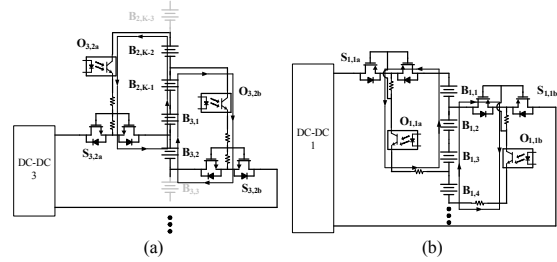 B2,K-3
O3,2a
B2,K-2
B2,K-1
O3,2b
B3,1
B3,2
S3,2a
DC-DC
3
B3,3
S3,2b
(a)
S1,1a
DC-DC
1
B1,1
S1,1b
B1,2
O1,1a
O1,1b
B1,3
B1,4
(b)